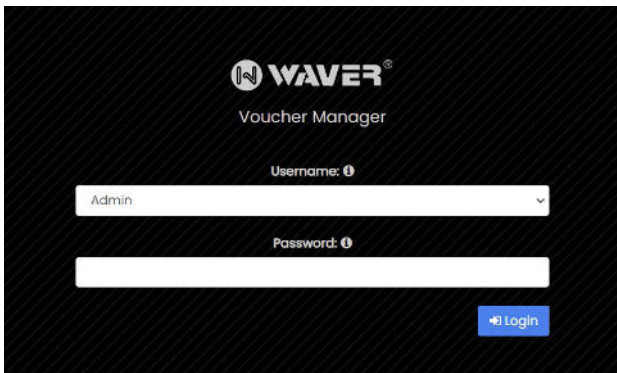 WAVER®
Voucher Manager
Username:
Admin
Password:
Login